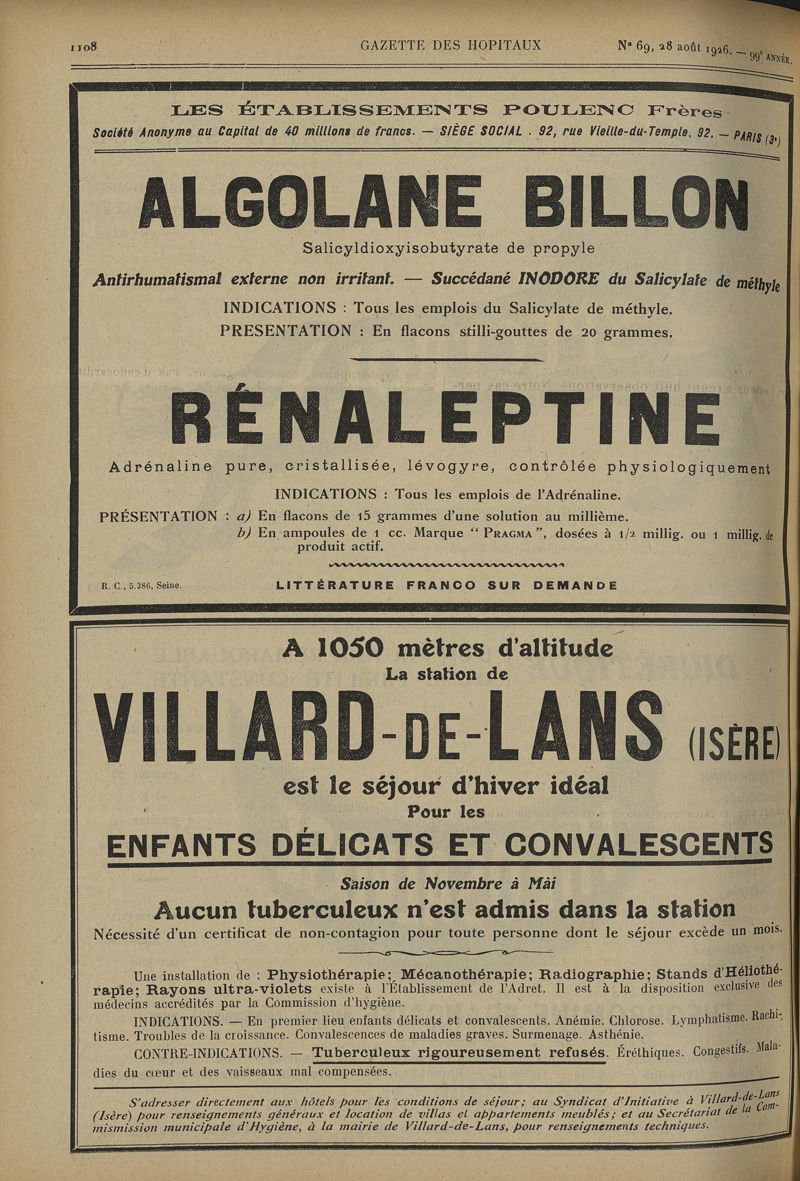 1108 GAZETTE DES HOPITAUX Nº 69, 28 août 1926. — 99e ANNÉE.
LES ÉTABLISSEMENTS POULENC Frères
Société Anonyme au Capital de 40 millions de francs. — SIÈGE SOCIAL . 92, rue Vieille-du-Temple, 92. — PARIS (3e)
ALGOLANE BILLON
Salicyldioxyisobutyrate de propyle
Antirhumatismal externe non irritant. — Succédané INODORE du Salicylate de méthyle
INDICATIONS : Tous les emplois du Salicylate de méthyle.
PRESENTATION : En flacons stilli-gouttes de 20 grammes.
RÉNALEPTINE
Adrénaline pure, cristallisée, lévogyre, contrôlée physiologiquement
INDICATIONS : Tous les emplois de l'Adrénaline.
PRÉSENTATION : a) En flacons de 15 grammes d'une solution au millième.
b) En ampoules de 1 cc. Marque “ PRAGMA ”, dosées à 1/2 millig. ou 1 millig. de
produit actif.
R. C., 5.386, Seine. LITTÉRATURE FRANCO SUR DEMANDE
A 1050 mètres d'altitude
La station de
VILLARD-DE-LANS (ISÈRE)
est le séjour d'hiver idéal
Pour les
ENFANTS DÉLICATS ET CONVALESCENTS
Saison de Novembre à Mài
Aucun tuberculeux n'est admis dans la station
Nécessité d'un certificat de non-contagion pour toute personne dont le séjour excède un mois.
Une installation de : Physiothérapie; Mécanothérapie; Radiographie; Stands d'Héliothé-
rapie; Rayons ultra-violets existe à l'Etablissement de l'Adret. Il est à la disposition exclusive des
médecins accrédités par la Commission d'hygiène.
INDICATIONS. — En premier lieu enfants délicats et convalescents. Anémie. Chlorose. Lymphatisme. Rachi-
tisme. Troubles de la croissance. Convalescences de maladies graves. Surmenage. Asthénie.
CONTRE-INDICATIONS. — Tuberculeux rigoureusement refusés. Éréthiques. Congestifs. Mala-
dies du cœur et des vaisseaux mal compensées.
S'adresser directement aux hôtels pour les conditions de séjour; au Syndicat d'Initiative à Villard-de-Lans
(Isère) pour renseignements généraux et location de villas et appartements meublés; et au Secrétariat de la Com-
mismission municipale d'Hygiène, à la mairie de Villard-de-Lans, pour renseignements techniques.